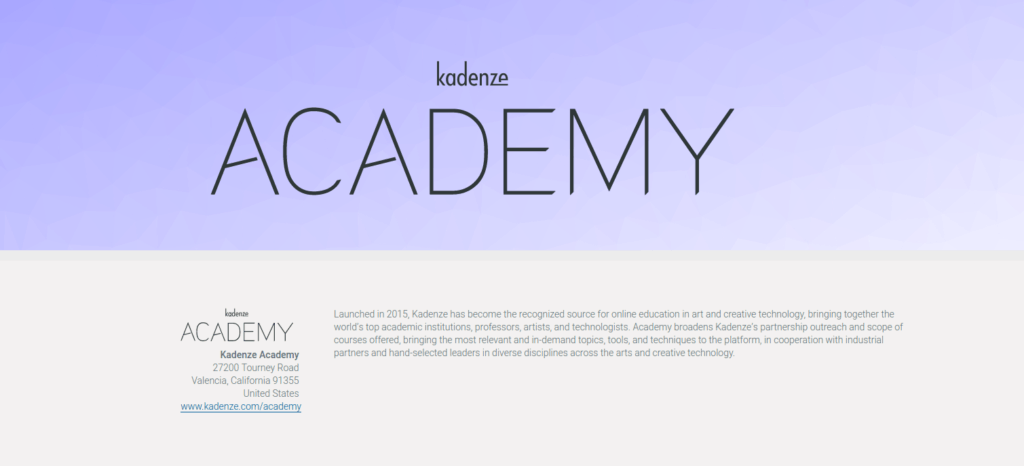 kadenze
ACADEMY
kadenze
ACADEMY
Kadenze Academy
27200 Tourney Road
Valencia, California 91355
United States
www.kadenze.com/academy
Launched in 2015, Kadenze has become the recognized source for online education in art and creative technology, bringing together the
world's top academic institutions, professors, artists, and technologists. Academy broadens Kadenze's partnership outreach and scope of
courses offered, bringing the most relevant and in-demand topics, tools, and techniques to the platform, in cooperation with industrial
partners and hand-selected leaders in diverse disciplines across the arts and creative technology.